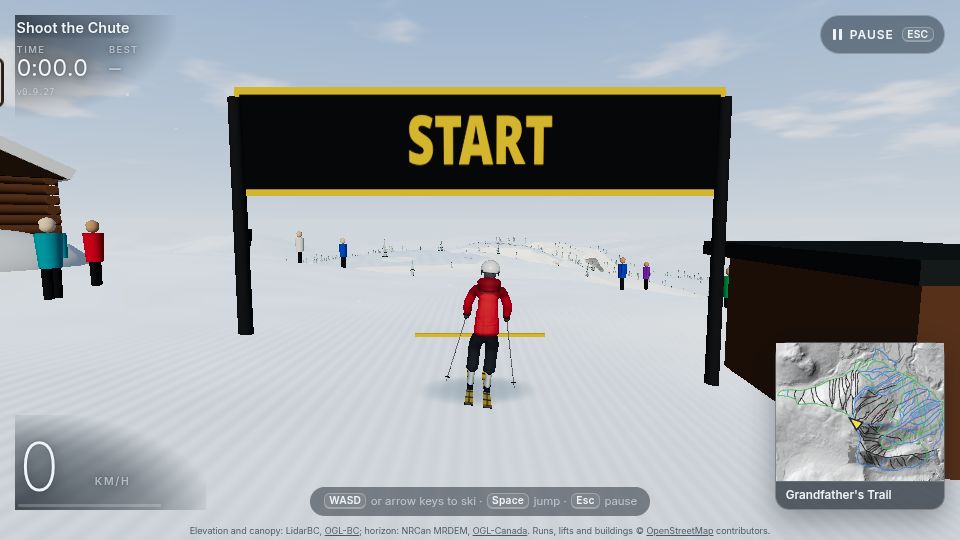 Shoot the Chute
TIME BEST
0:00.0 —
v0.9.27
PAUSE ESC
START
0 KM/H
WASD or arrow keys to ski · Space jump · Esc pause
Grandfather's Trail
Elevation and canopy: LidarBC, OGL-BC; horizon: NRCan MRDEM, OGL-Canada. Runs, lifts and buildings © OpenStreetMap contributors.